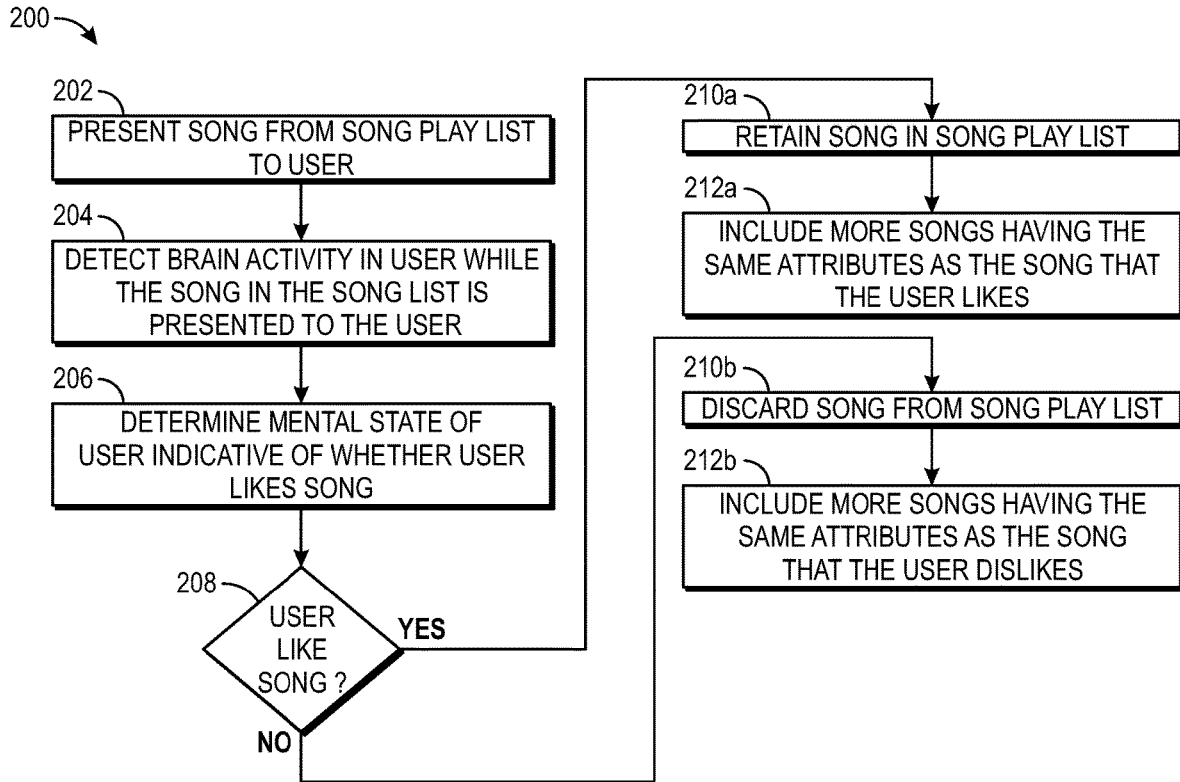 200
202
PRESENT SONG FROM SONG PLAY LIST
TO USER
204
DETECT BRAIN ACTIVITY IN USER WHILE
THE SONG IN THE SONG LIST IS
PRESENTED TO THE USER
206
DETERMINE MENTAL STATE OF
USER INDICATIVE OF WHETHER USER
LIKES SONG
208
USER
LIKE
SONG ?
YES
NO
210a
RETAIN SONG IN SONG PLAY LIST
212a
INCLUDE MORE SONGS HAVING THE
SAME ATTRIBUTES AS THE SONG THAT
THE USER LIKES
210b
DISCARD SONG FROM SONG PLAY LIST
212b
INCLUDE MORE SONGS HAVING THE
SAME ATTRIBUTES AS THE SONG
THAT THE USER DISLIKES